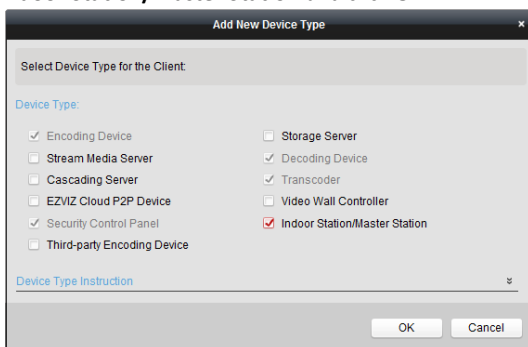 Add New Device Type
Select Device Type for the Client:
Device Type:
Encoding Device
Storage Server
Stream Media Server
Decoding Device
Cascading Server
Transcoder
EZVIZ Cloud P2P Device
Video Wall Controller
Security Control Panel
Indoor Station/Master Station
Third-party Encoding Device
Device Type Instruction
OK Cancel